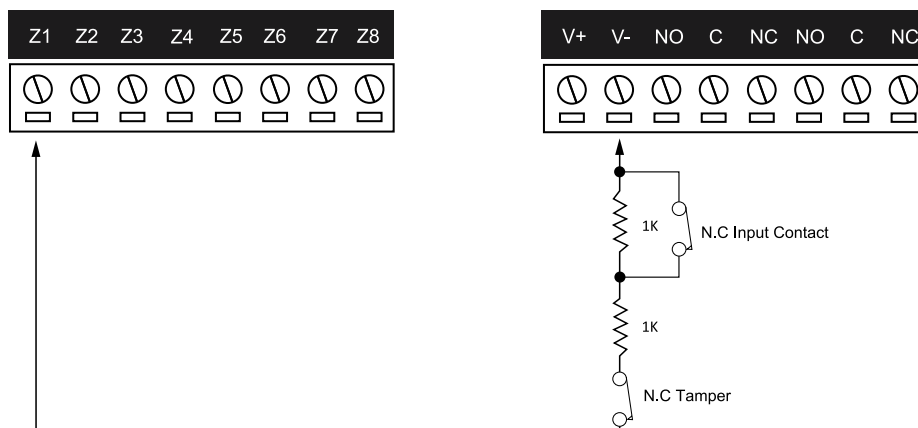 Z1 Z2 Z3 Z4 Z5 Z6 Z7 Z8
V+ V- NO C NC NO C NC
1K
N.C Input Contact
1K
N.C Tamper